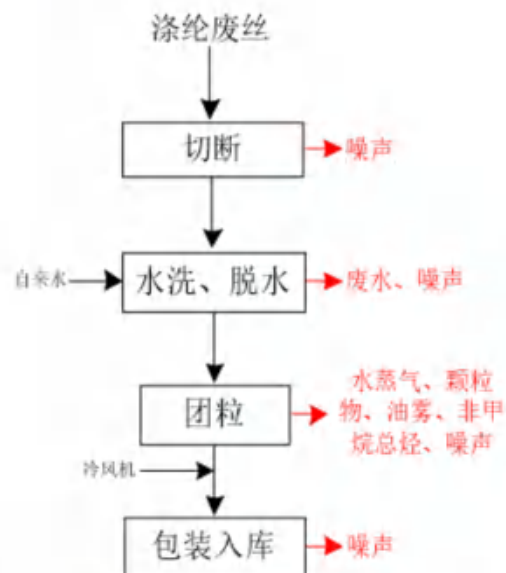 涤纶废丝
切断
噪声
自来水
水洗、脱水
废水、噪声
团粒
水蒸气、颗粒
物、油雾、非甲
烷总烃、噪声
冷风机
包装入库
噪声